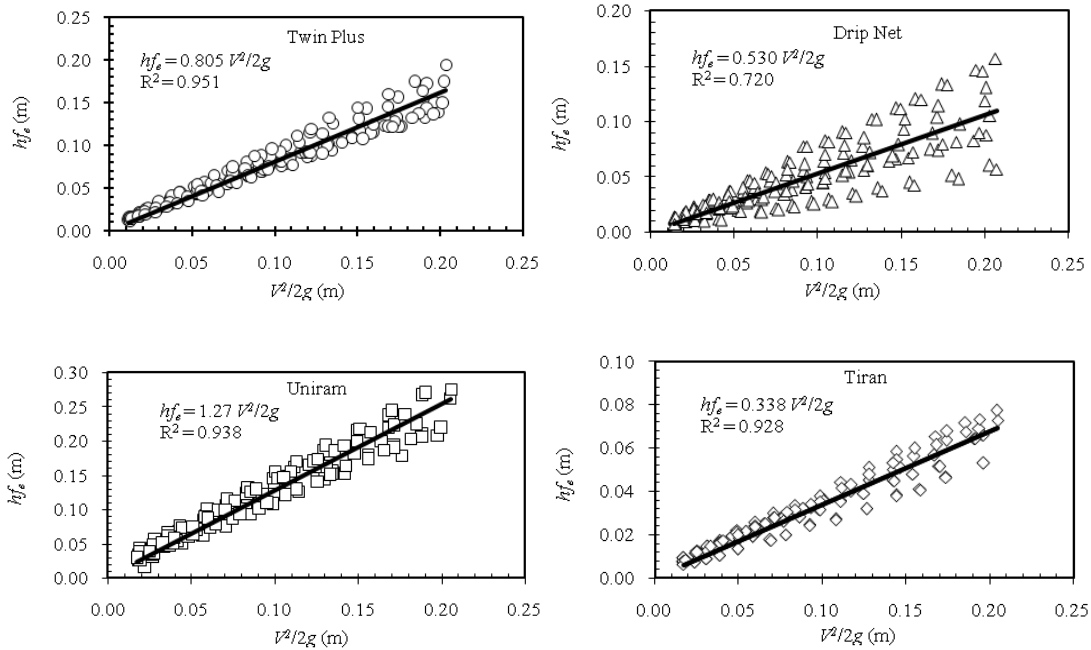 Twin Plus
hfₑ = 0.805 V²/2g
R² = 0.951
0.25
0.20
0.15
0.10
0.05
0.00
hfₑ (m)
0.00 0.05 0.10 0.15 0.20 0.25
V²/2g (m)
Drip Net
hfₑ = 0.530 V²/2g
R² = 0.720
0.20
0.15
0.10
0.05
0.00
hfₑ (m)
0.00 0.05 0.10 0.15 0.20 0.25
V²/2g (m)
Uniram
hfₑ = 1.27 V²/2g
R² = 0.938
0.30
0.25
0.20
0.15
0.10
0.05
0.00
hfₑ (m)
0.00 0.05 0.10 0.15 0.20 0.25
V²/2g (m)
Tiran
hfₑ = 0.338 V²/2g
R² = 0.928
0.10
0.08
0.06
0.04
0.02
0.00
hfₑ (m)
0.00 0.05 0.10 0.15 0.20 0.25
V²/2g (m)